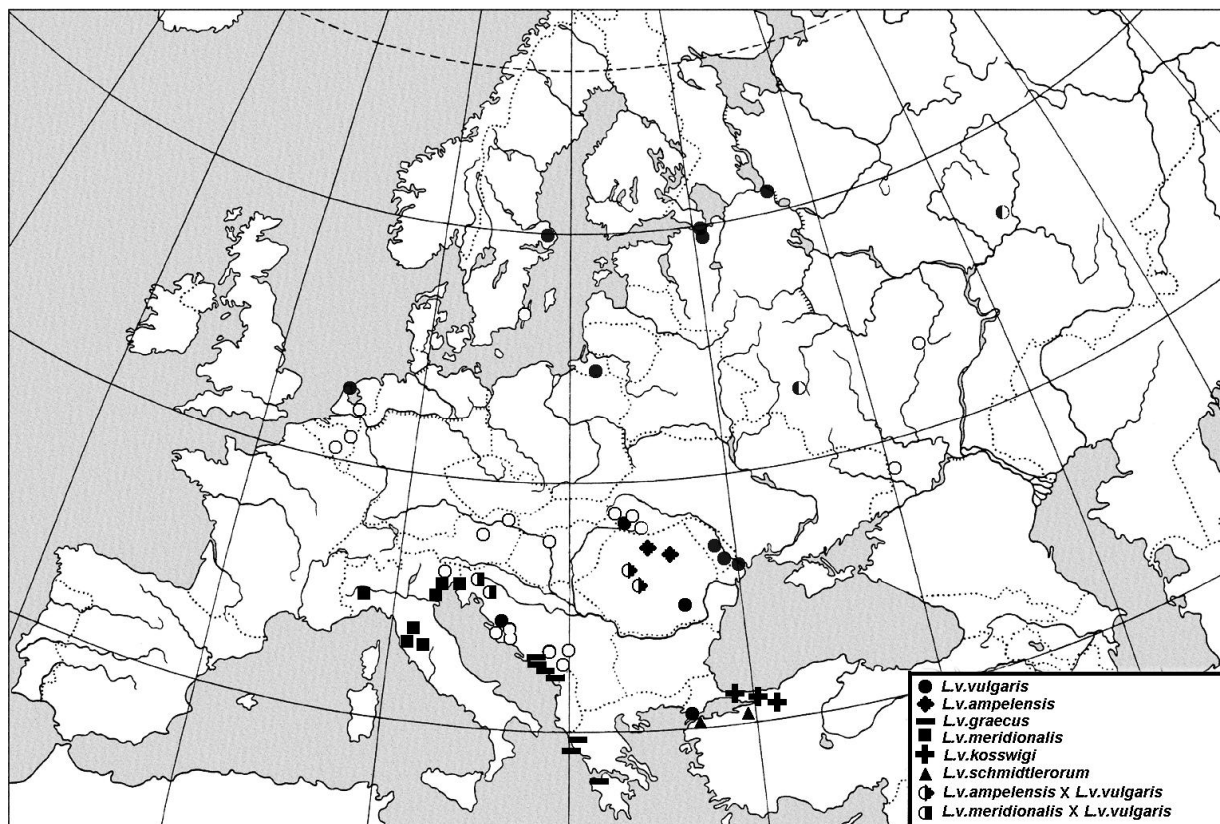 L.v.vulgaris
L.v.ampelensis
L.v.graecus
L.v.meridionalis
L.v.kosswigi
L.v.schmidtlerorum
L.v.ampelensis X L.v.vulgaris
L.v.meridionalis X L.v.vulgaris